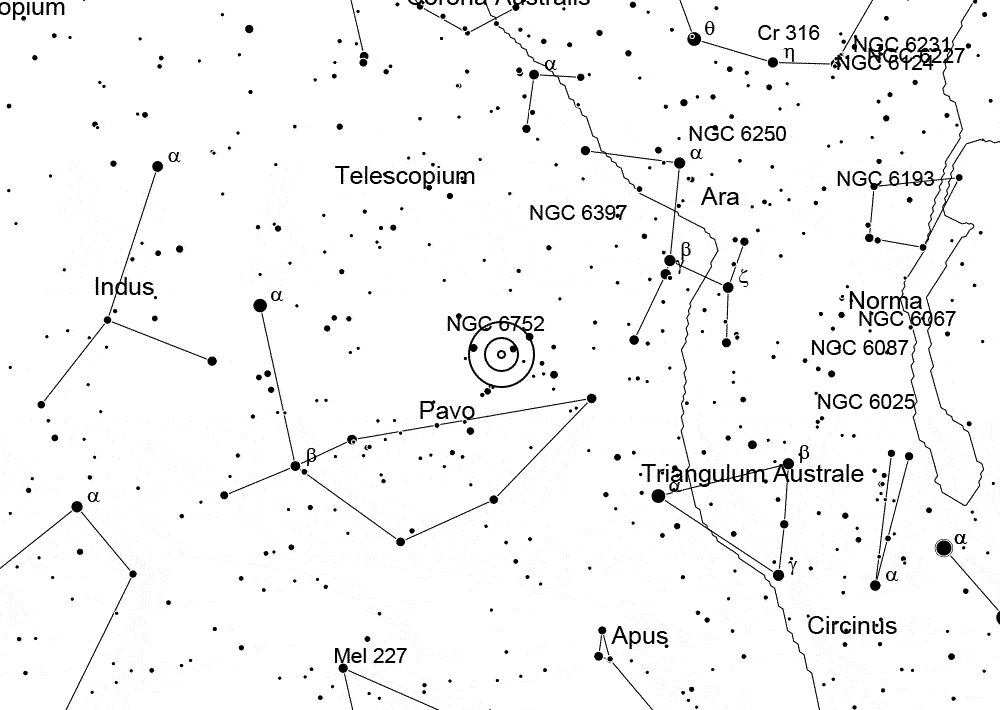 opium
Corona Australis
θ
Cr 316
η
NGC 6231
NGC 6227
NGC 6124
α
NGC 6250
α
α
Telescopium
NGC 6193
Ara
NGC 6397
β
γ
ζ
Indus
α
Norma
NGC 6067
NGC 6752
NGC 6087
NGC 6025
Pavo
β
β
Triangulum Australe
α
α
α
γ
α
Circinus
Apus
Mel 227